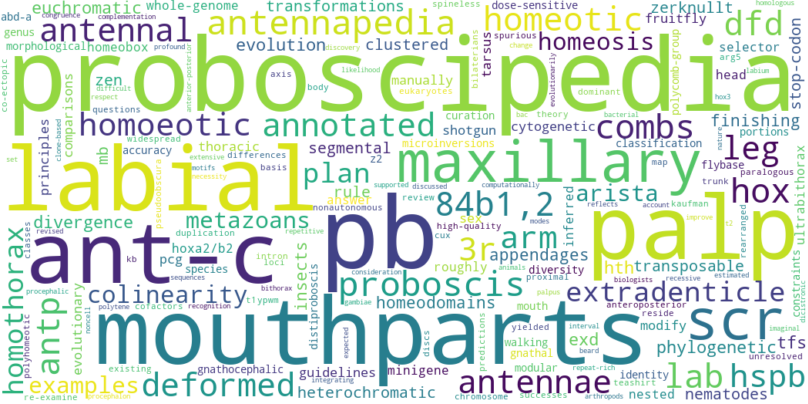 abd-a euchromatic whole-genome transformations dose-sensitive zerknullt homologous
congruence complementation spineless
genus antennal antennapedia homeotic fruitfly dfd
morphological homeobox evolution clustered tarsus homeosis selector
co-ectopic profound discovery likelihood spurious change arg5 labium
proboscipedia
anterior-posterior bilaterians evolutionarily polycomb-group stop-codon
zen axis body manually eukaryotes dominant head hox3
difficult respect bac theory bacterial
comparisons questions curation cytogenetic finishing
principles homoeotic annotated shotgun combs
clone-based widespread accuracy thoracic microinversions classification portions
mb segmental z2 map nature
set extensive differences plan maxillary leg
labial motifs basis flybase
necessity pseudoobscura rule supported discussed computationally trunk paralogous
answer 84b1,2 arista hox ultrabithorax
nonautonomous review modes reflects account kaufman
divergence metazoans sex inferred rearranged improve t2
ant-c pb palp
duplication hoxa2/b2 high-quality cux 3r arm
classes revised repetitive intron loci appendages
kb pcg species insects roughly diversity hth transposable constraints
homothorax antp sequences bithorax proboscis proximal extradenticle animals recessive estimated
colinearity homeodomains biologists
procephalic evolutionary polytene cofactors t1ypwm recognition consideration gambiae palpus anteroposterior reside dicistronic
polyhomeotic noncell distiproboscis mouth walking exd modify scr tfs
mouthparts
predictions yielded interval phylogenetic unresolved
expected discs gnathal identity imaginal
existing gnathocephalic guidelines minigene modular beard teashirt lab hspb
re-examine examples deformed integrating antennae repeat-rich
procephalon heterochromatic chromosome successes arthropods nested nematodes